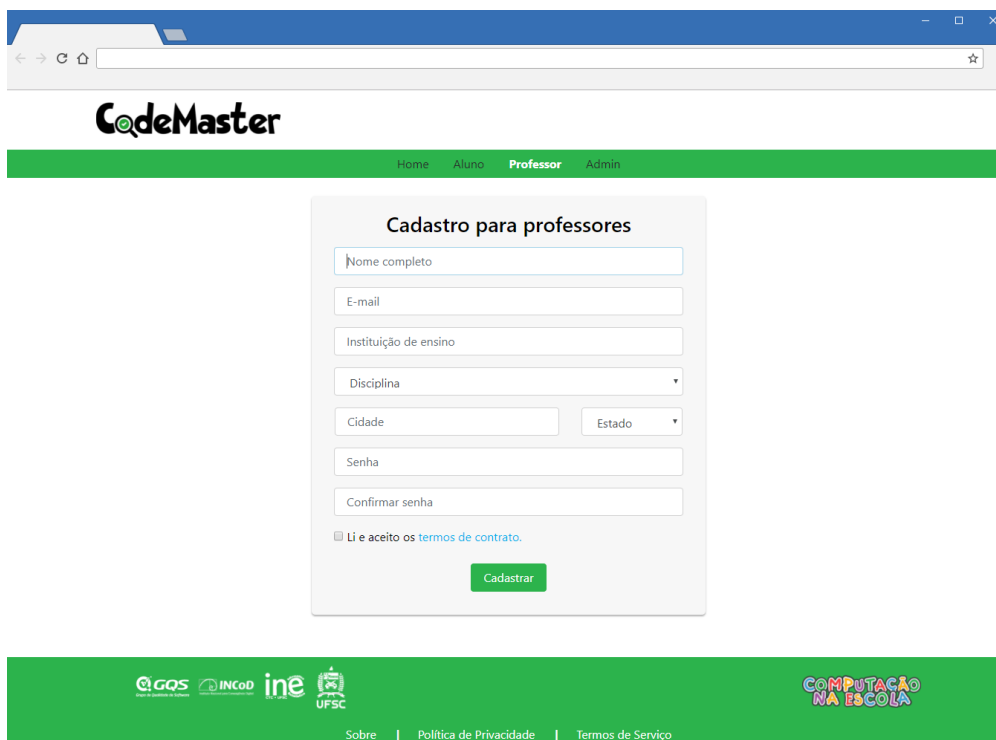 CodeMaster
Home Aluno Professor Admin
Cadastro para professores
Nome completo
E-mail
Instituição de ensino
Disciplina
Cidade Estado
Senha
Confirmar senha
Li e aceito os termos de contrato.
Cadastrar
GQS INCoD ine UFSC
COMPUTAÇÃO
NA ESCOLA
Sobre | Política de Privacidade | Termos de Serviço